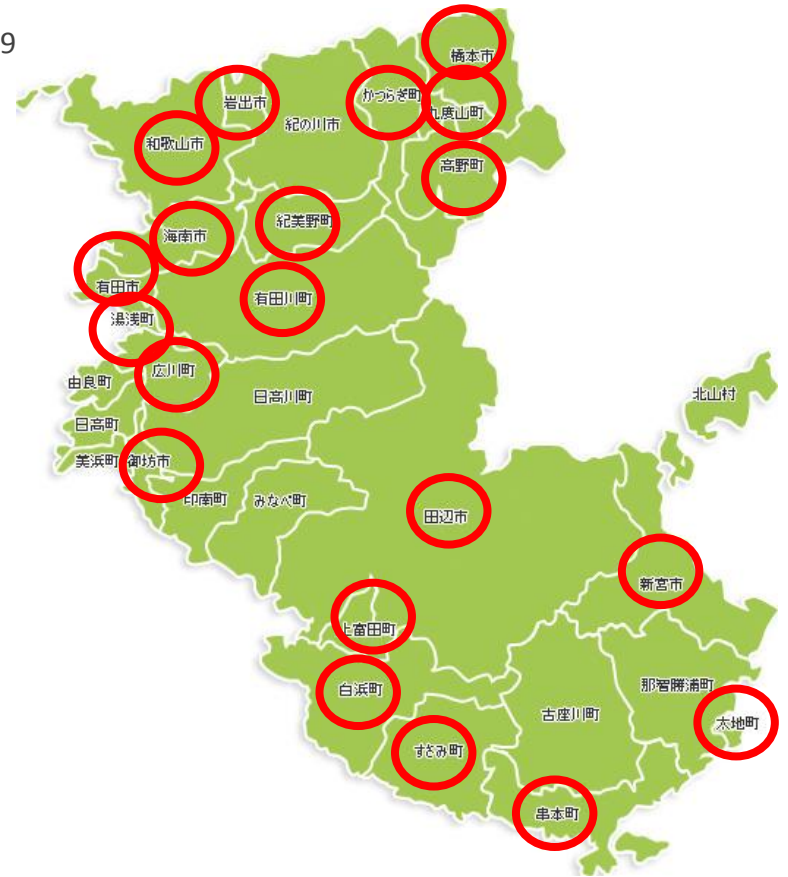 9
橋本市
岩出市
かつらぎ町
九度山町
紀の川市
和歌山市
高野町
海南市
紀美野町
有田市
有田川町
湯浅町
広川町
由良町
日高川町
北山村
日高町
美浜町
御坊市
印南町
みなべ町
田辺市
新宮市
上富田町
白浜町
那智勝浦町
古座川町
太地町
すさみ町
串本町